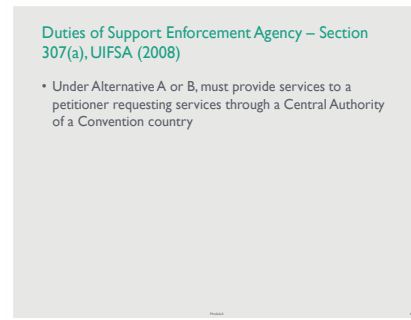 Duties of Support Enforcement Agency – Section
307(a), UIFSA (2008)
• Under Alternative A or B, must provide services to a
petitioner requesting services through a Central Authority
of a Convention country